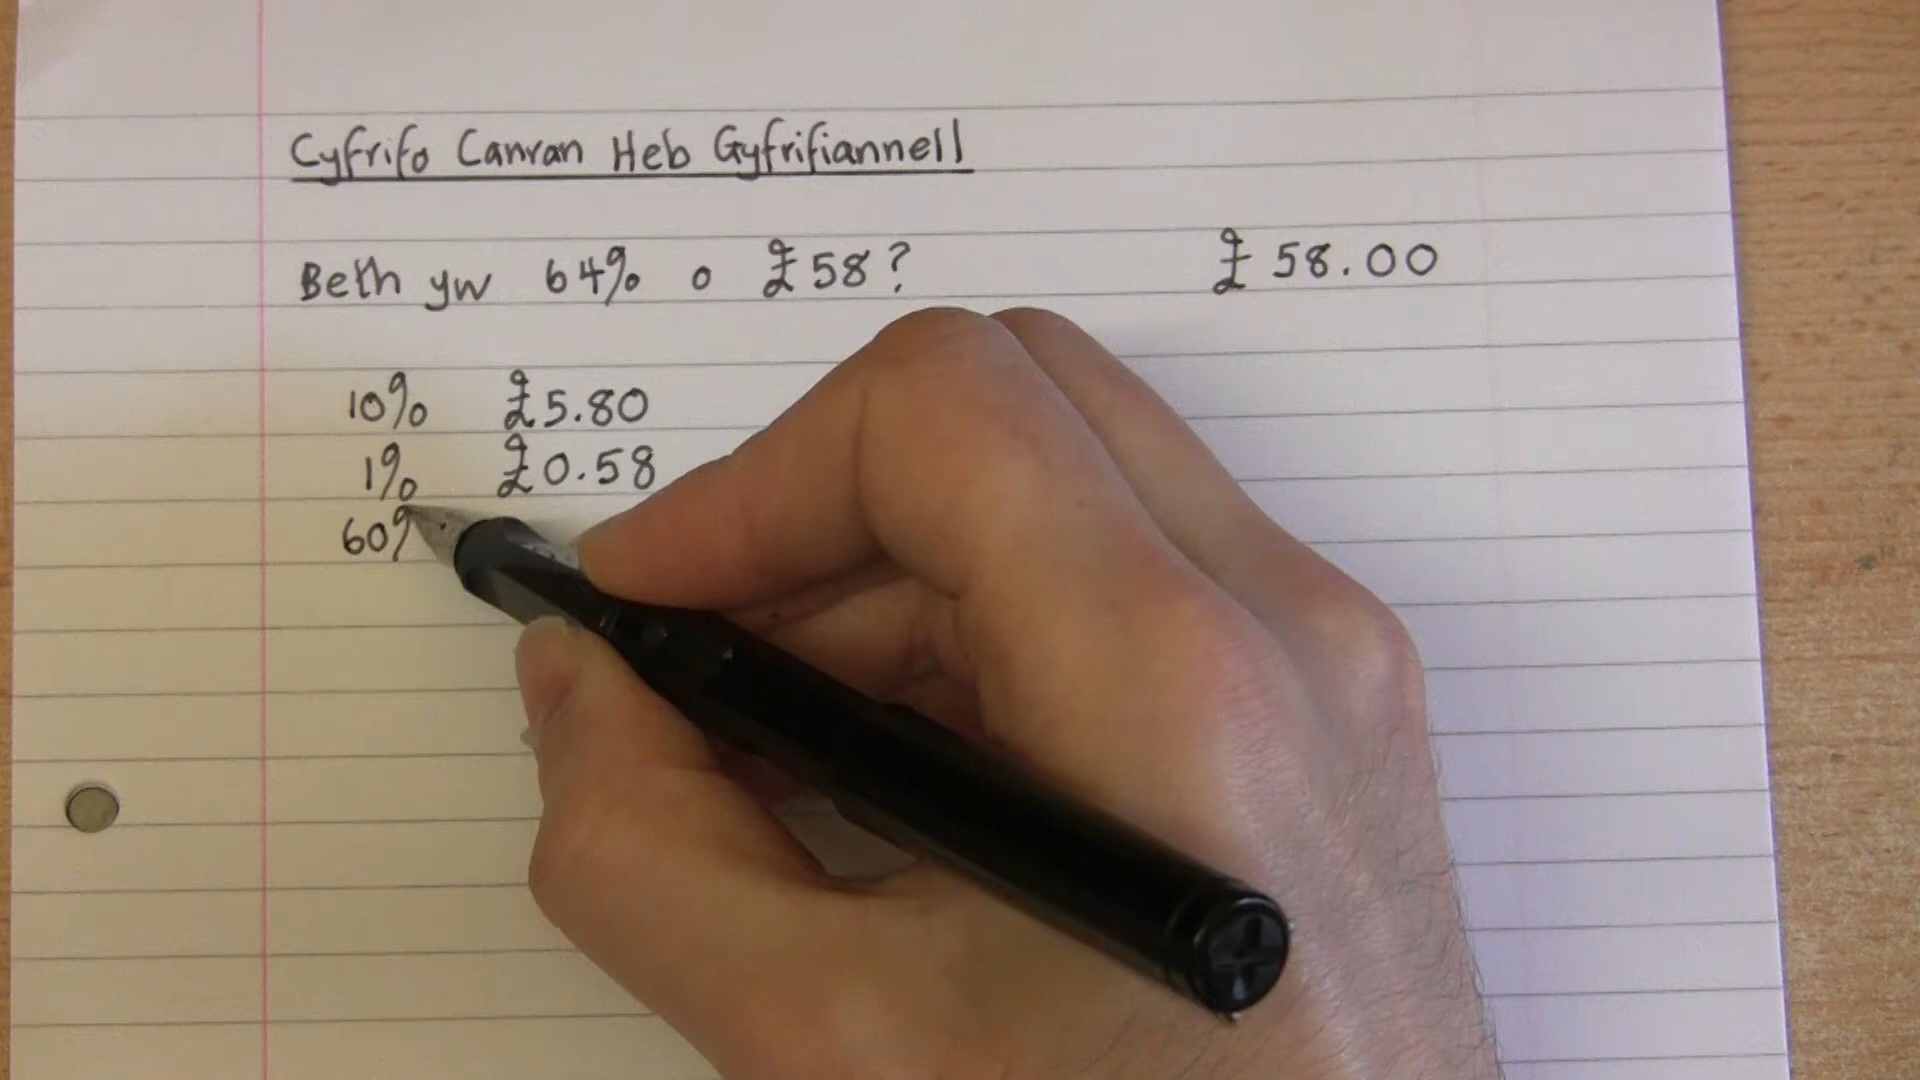 Cyfrifo Canran Heb Gyfrifiannell
Beth yw 64% o £58? £58.00
10% £5.80
1% £0.58
60%